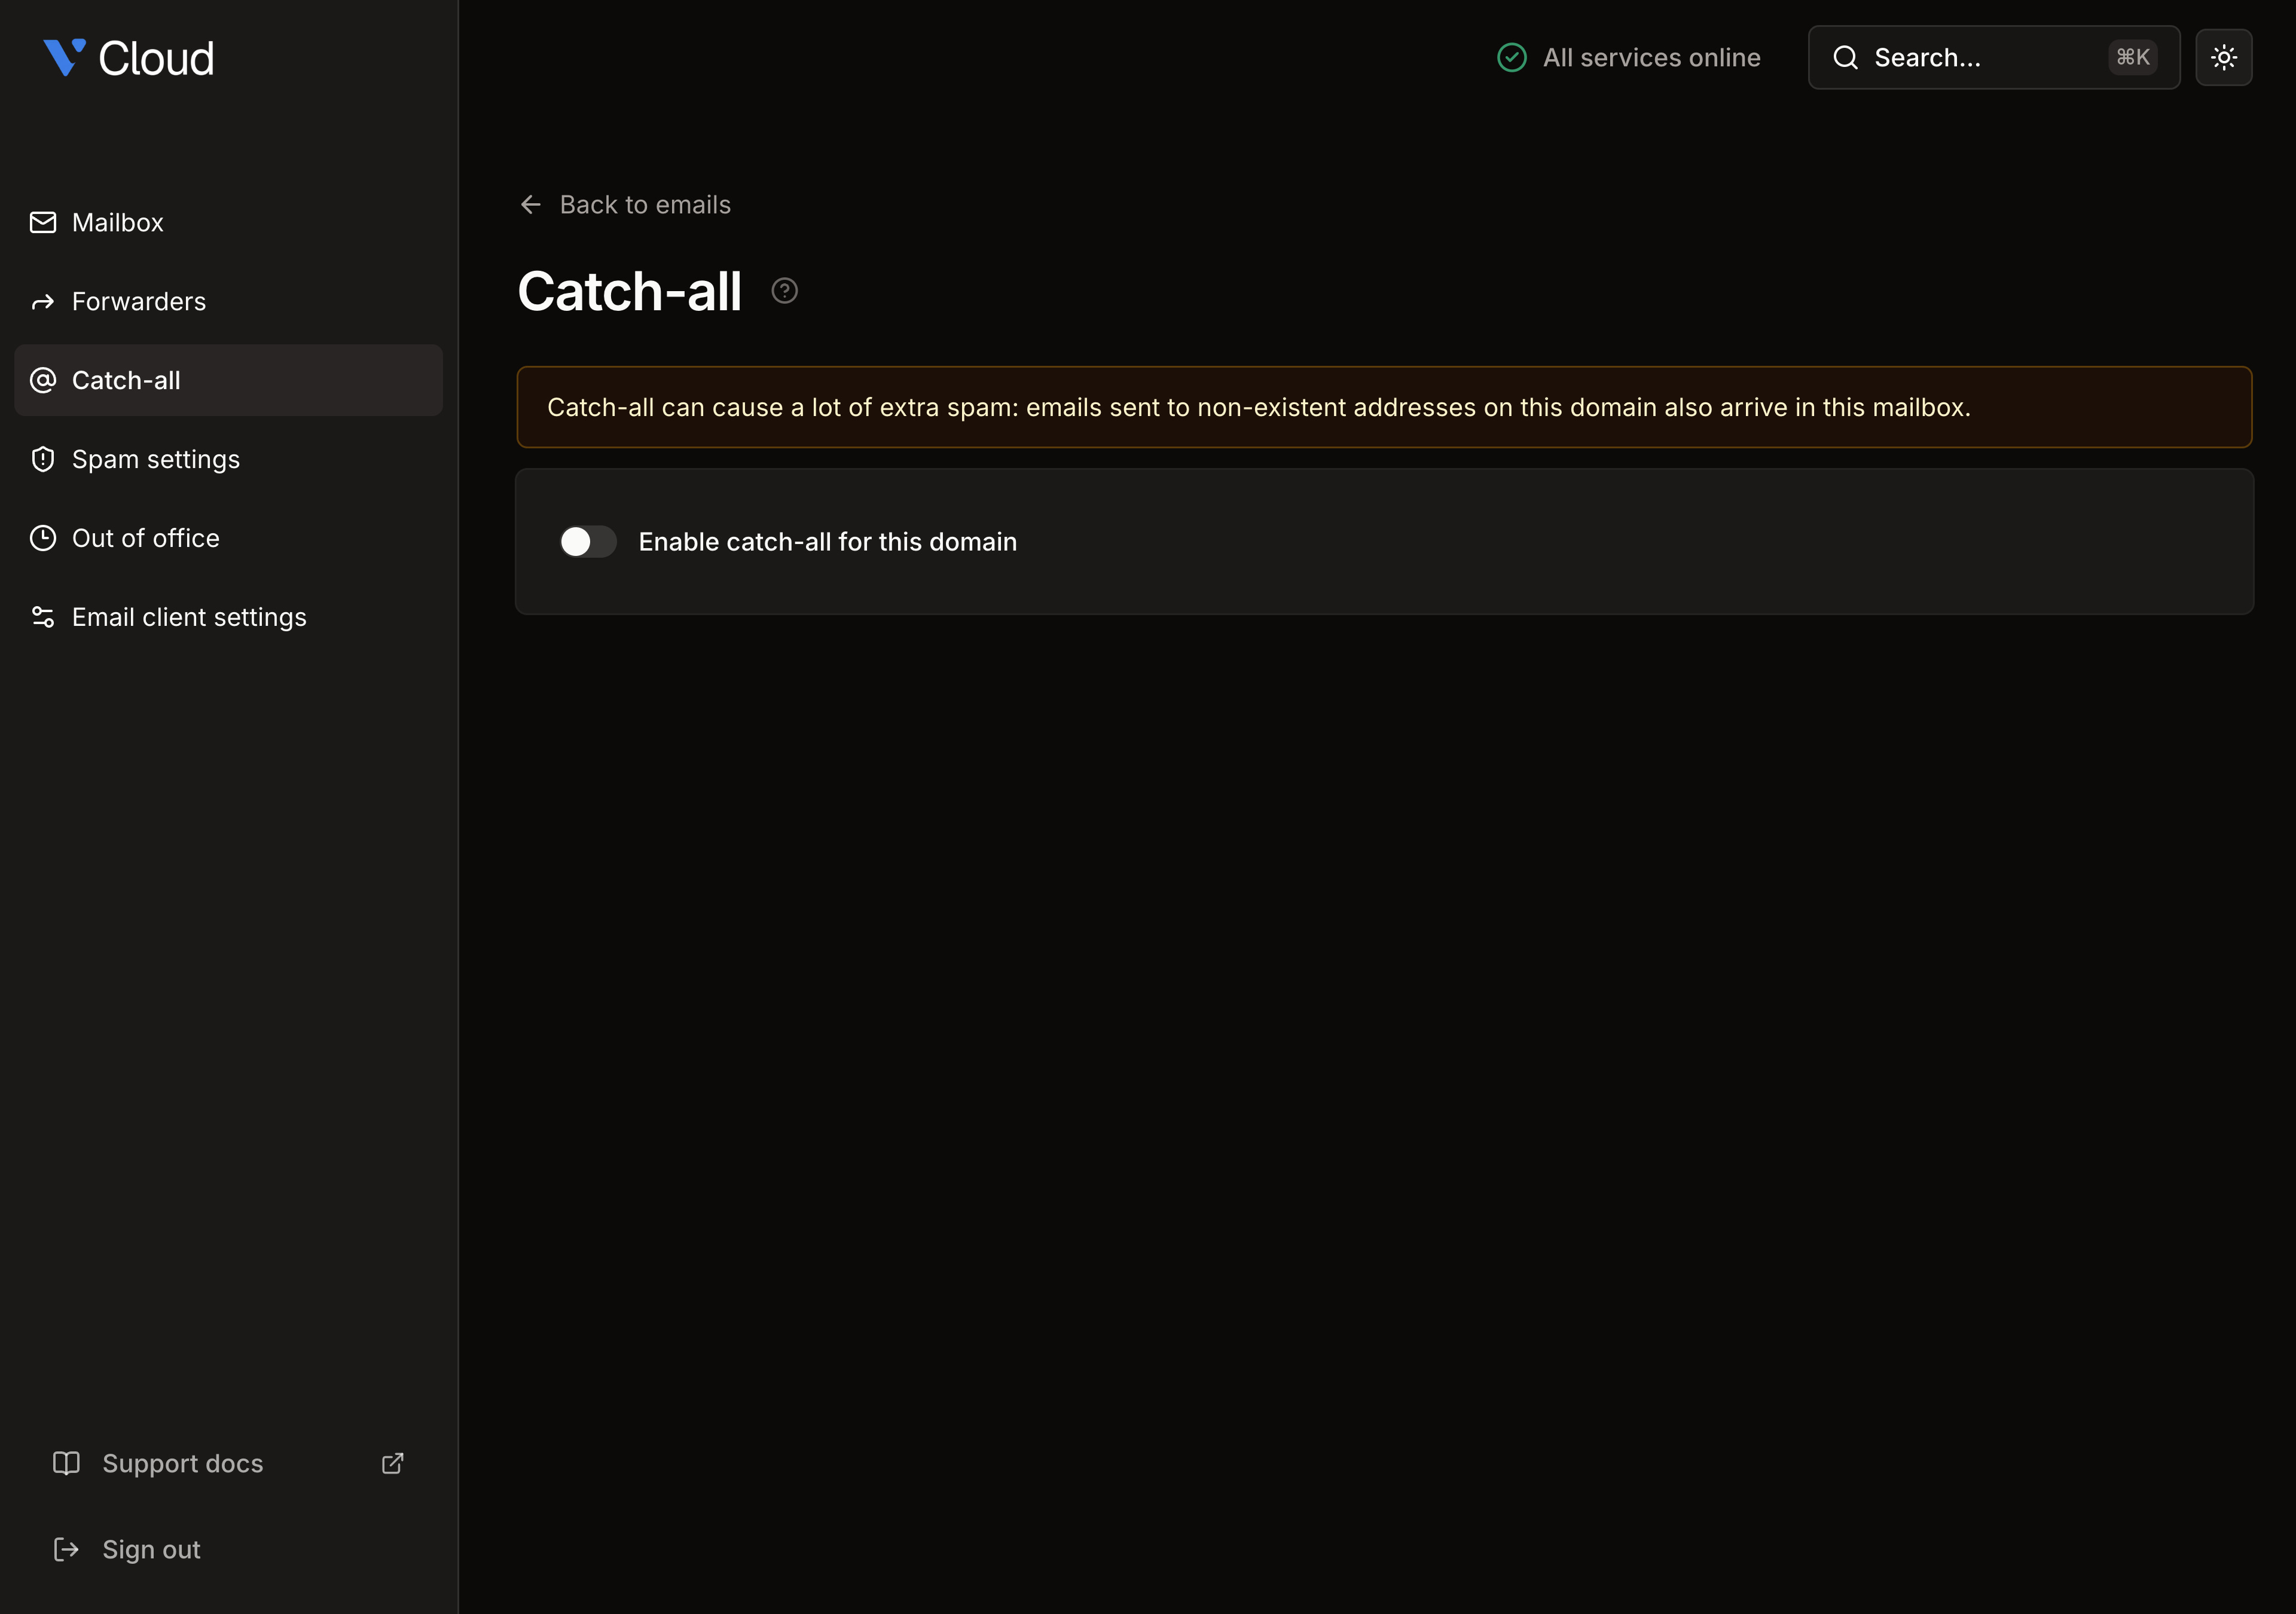 Cloud
All services online
Search...
⌘K
Mailbox
Forwarders
Catch-all
Spam settings
Out of office
Email client settings
Support docs
Sign out
Back to emails
Catch-all
Catch-all can cause a lot of extra spam: emails sent to non-existent addresses on this domain also arrive in this mailbox.
Enable catch-all for this domain